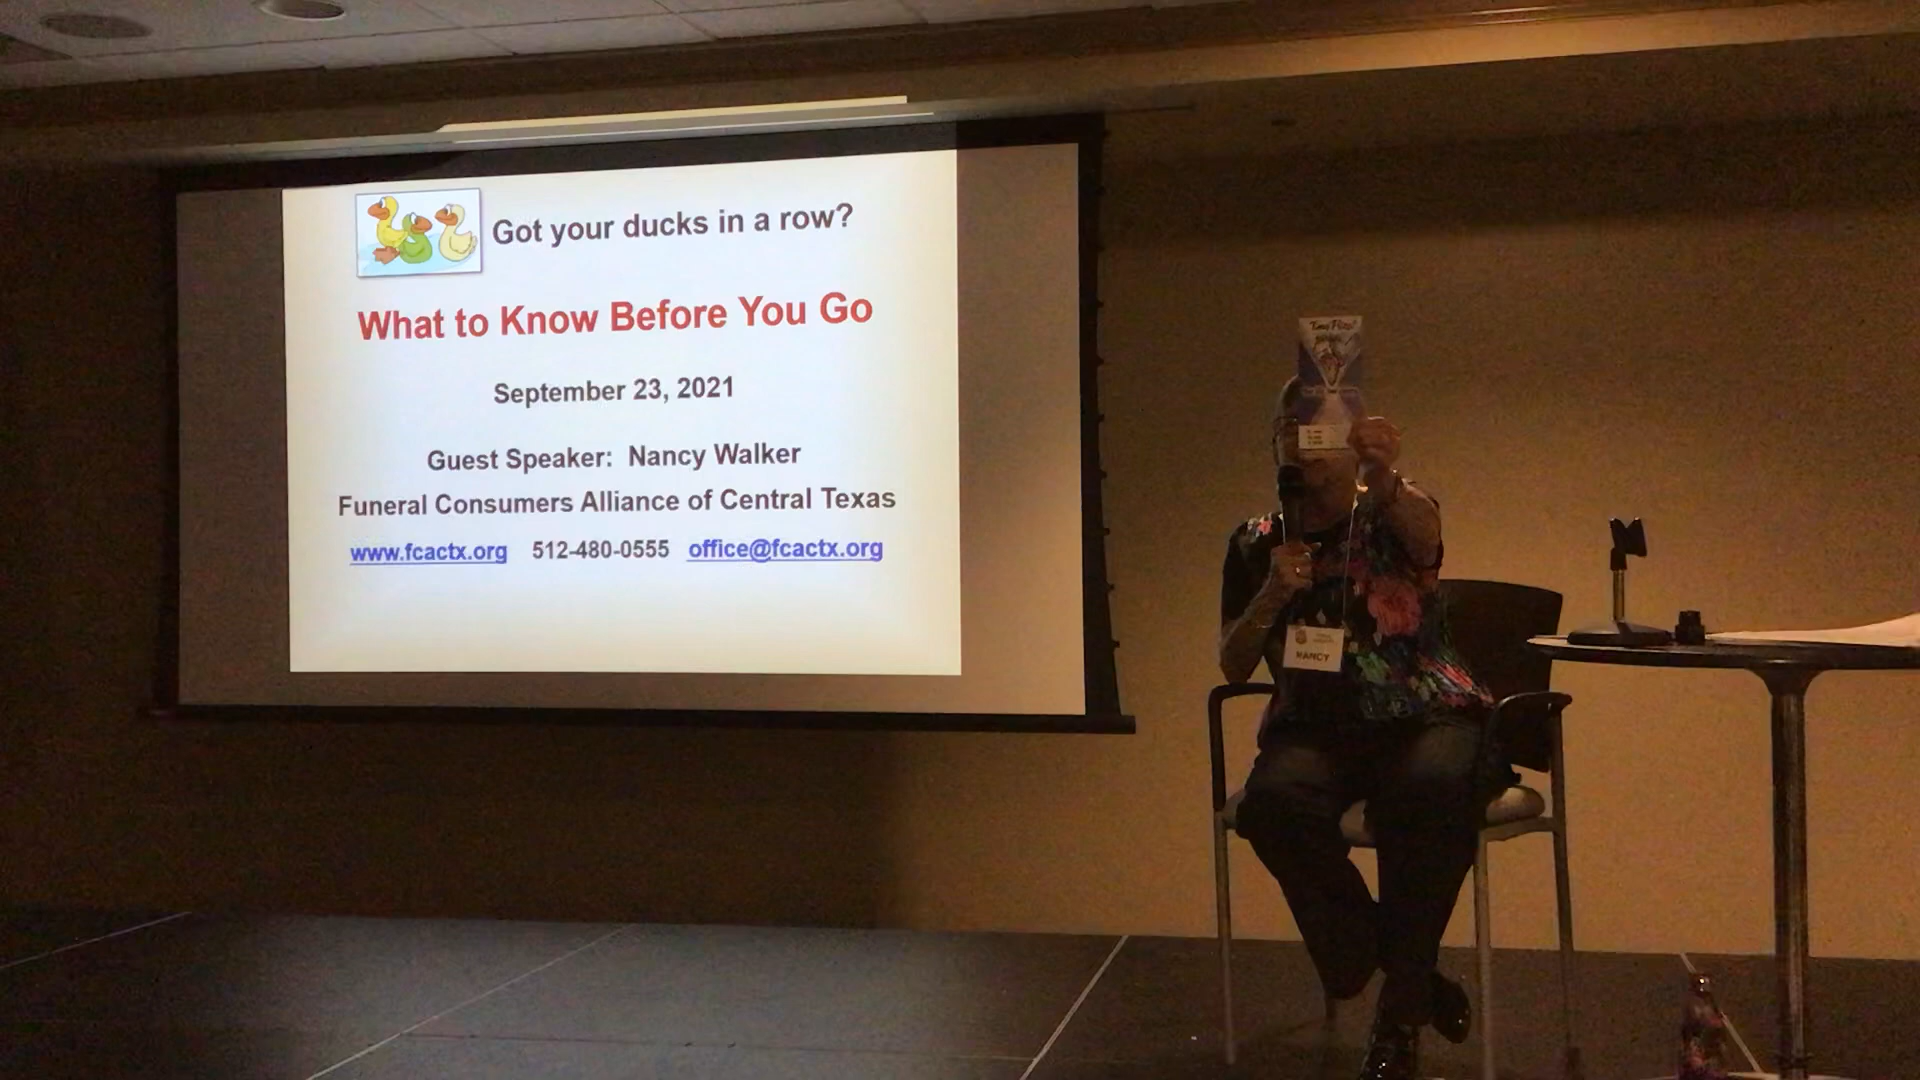 Got your ducks in a row?
What to Know Before You Go
September 23, 2021
Guest Speaker: Nancy Walker
Funeral Consumers Alliance of Central Texas
www.fcactx.org 512-480-0555 office@fcactx.org
NANCY